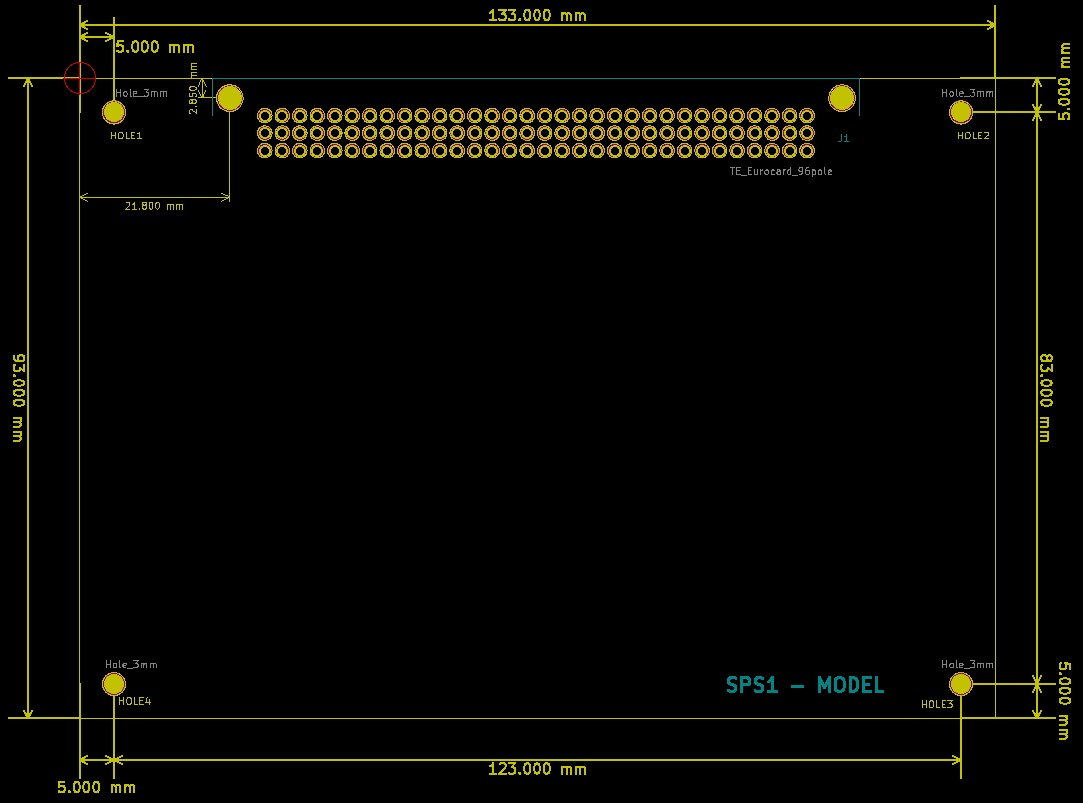 133.000 mm
5.000 mm
2.850 mm
5.000 mm
Hole_3mm
Hole_3mm
HOLE1
J1
HOLE2
TE_Eurocard_96pole
21.800 mm
93.000 mm
83.000 mm
Hole_3mm
Hole_3mm
SPS1 – MODEL
HOLE4
HOLE3
5.000 mm
123.000 mm
5.000 mm